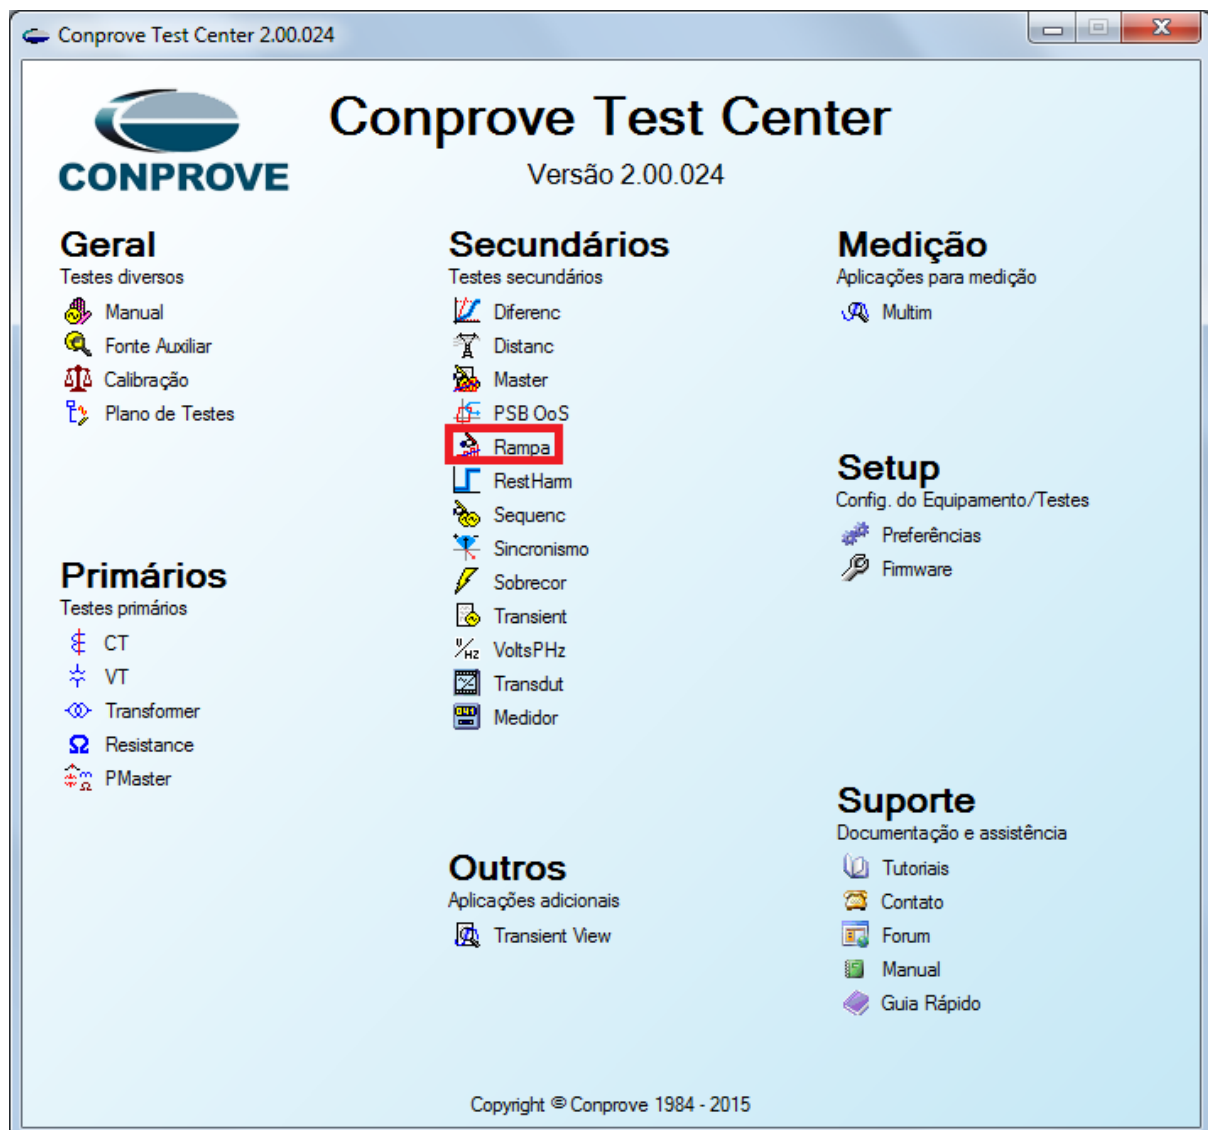 Conprove Test Center 2.00.024
Conprove Test Center
CONPROVE
Versão 2.00.024
Geral
Testes diversos
Manual
Fonte Auxiliar
Calibração
Plano de Testes
Primários
Testes primários
CT
VT
Transformer
Resistance
PMaster
Secundários
Testes secundários
Diferenc
Distanc
Master
PSB OoS
Rampa
RestHarm
Sequenc
Sincronismo
Sobrecor
Transient
VoltsPHz
Transdut
Medidor
Outros
Aplicações adicionais
Transient View
Medição
Aplicações para medição
Multim
Setup
Config. do Equipamento/Testes
Preferências
Firmware
Suporte
Documentação e assistência
Tutoriais
Contato
Forum
Manual
Guia Rápido
Copyright © Conprove 1984 - 2015